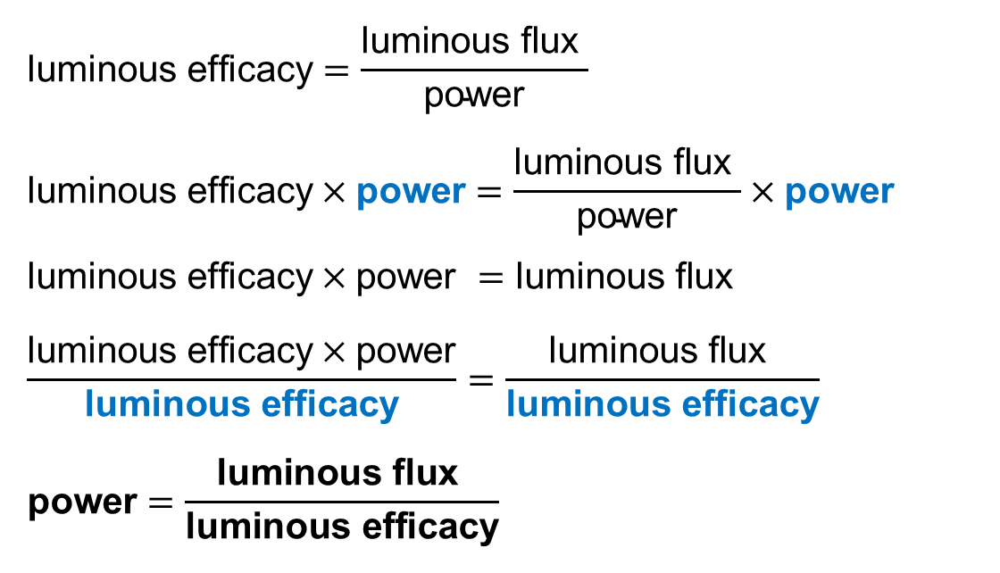 luminous efficacy = luminous flux / power
luminous efficacy × power = luminous flux / power × power
luminous efficacy × power = luminous flux
luminous efficacy × power / luminous efficacy = luminous flux / luminous efficacy
power = luminous flux / luminous efficacy